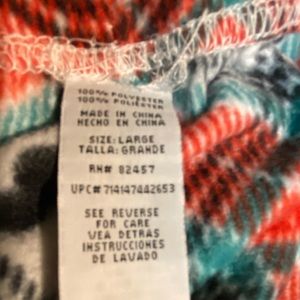 100% POLYESTER
100% POLIÉSTER
MADE IN CHINA
HECHO EN CHINA
SIZE: LARGE
TALLA: GRANDE
RN# 82457
UPC# 714147442653
SEE REVERSE
FOR CARE
VEA DETRAS
INSTRUCCIONES
DE LAVADO